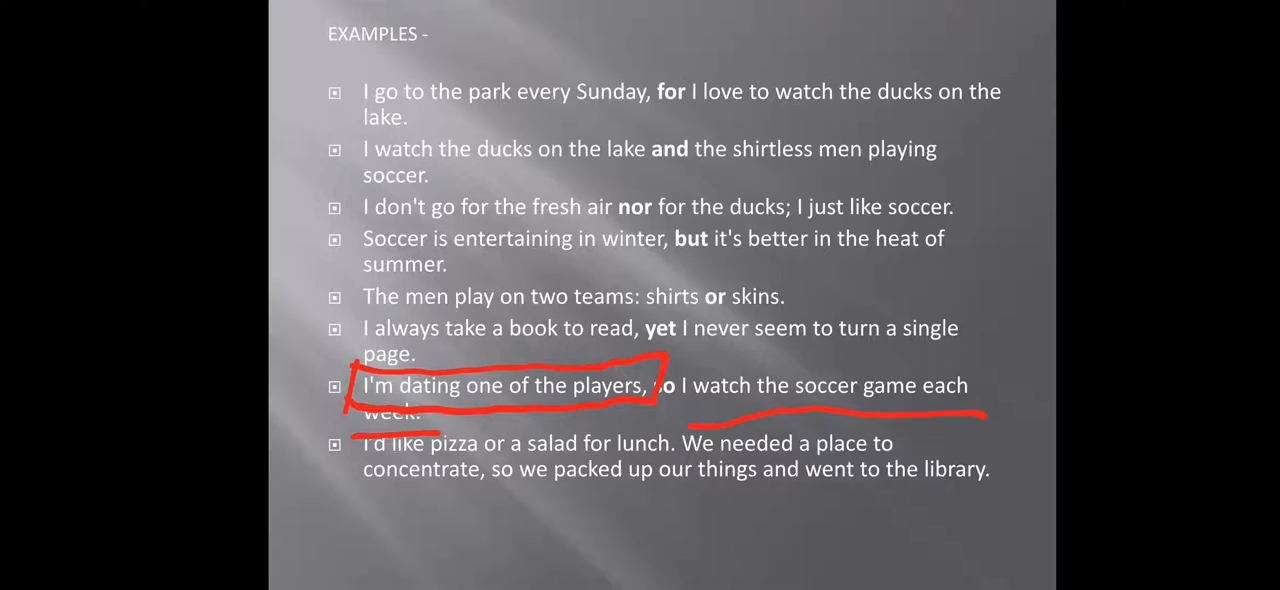 EXAMPLES -
I go to the park every Sunday, for I love to watch the ducks on the
lake.
I watch the ducks on the lake and the shirtless men playing
soccer.
I don't go for the fresh air nor for the ducks; I just like soccer.
Soccer is entertaining in winter, but it's better in the heat of
summer.
The men play on two teams: shirts or skins.
I always take a book to read, yet I never seem to turn a single
page.
I'm dating one of the players, so I watch the soccer game each
week.
I'd like pizza or a salad for lunch. We needed a place to
concentrate, so we packed up our things and went to the library.